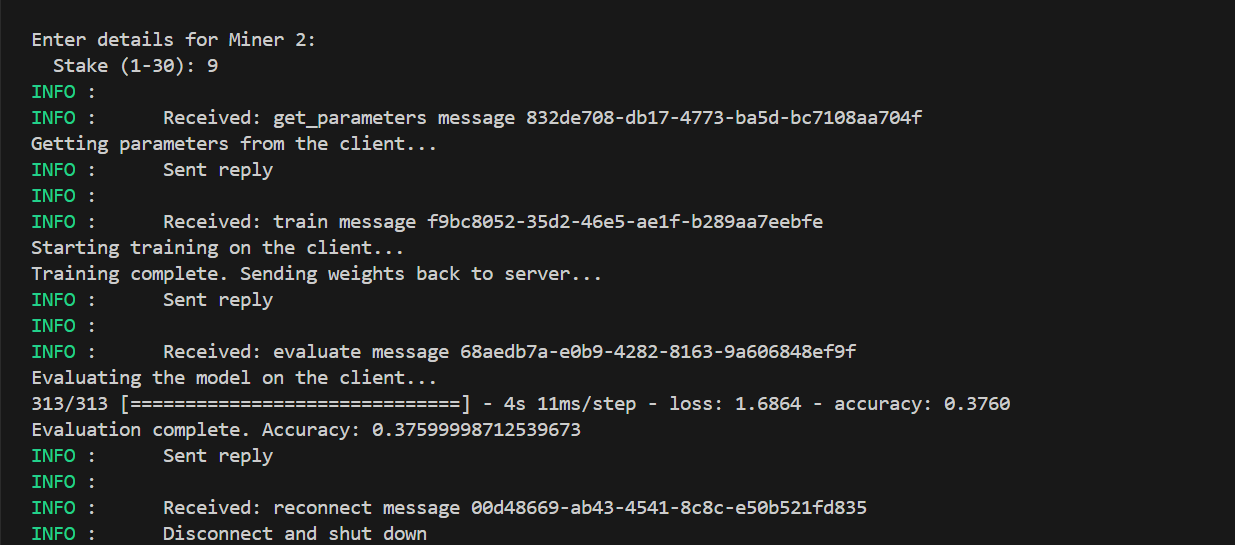 Enter details for Miner 2:
Stake (1-30): 9
INFO :
INFO : Received: get_parameters message 832de708-db17-4773-ba5d-bc7108aa704f
Getting parameters from the client...
INFO : Sent reply
INFO :
INFO : Received: train message f9bc8052-35d2-46e5-ae1f-b289aa7eebfe
Starting training on the client...
Training complete. Sending weights back to server...
INFO : Sent reply
INFO :
INFO : Received: evaluate message 68aedb7a-e0b9-4282-8163-9a606848ef9f
Evaluating the model on the client...
313/313 [==============================] - 4s 11ms/step - loss: 1.6864 - accuracy: 0.3760
Evaluation complete. Accuracy: 0.37599998712539673
INFO : Sent reply
INFO :
INFO : Received: reconnect message 00d48669-ab43-4541-8c8c-e50b521fd835
INFO : Disconnect and shut down